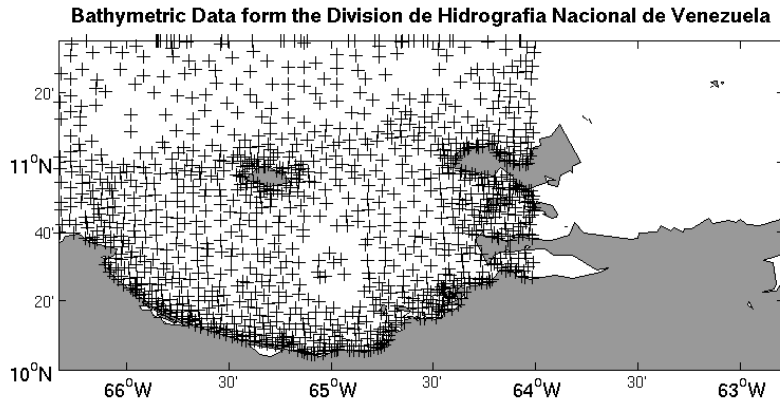 Bathymetric Data form the Division de Hidrografia Nacional de Venezuela
20'
11°N
40'
20'
10°N
66°W 30' 65°W 30' 64°W 30' 63°W